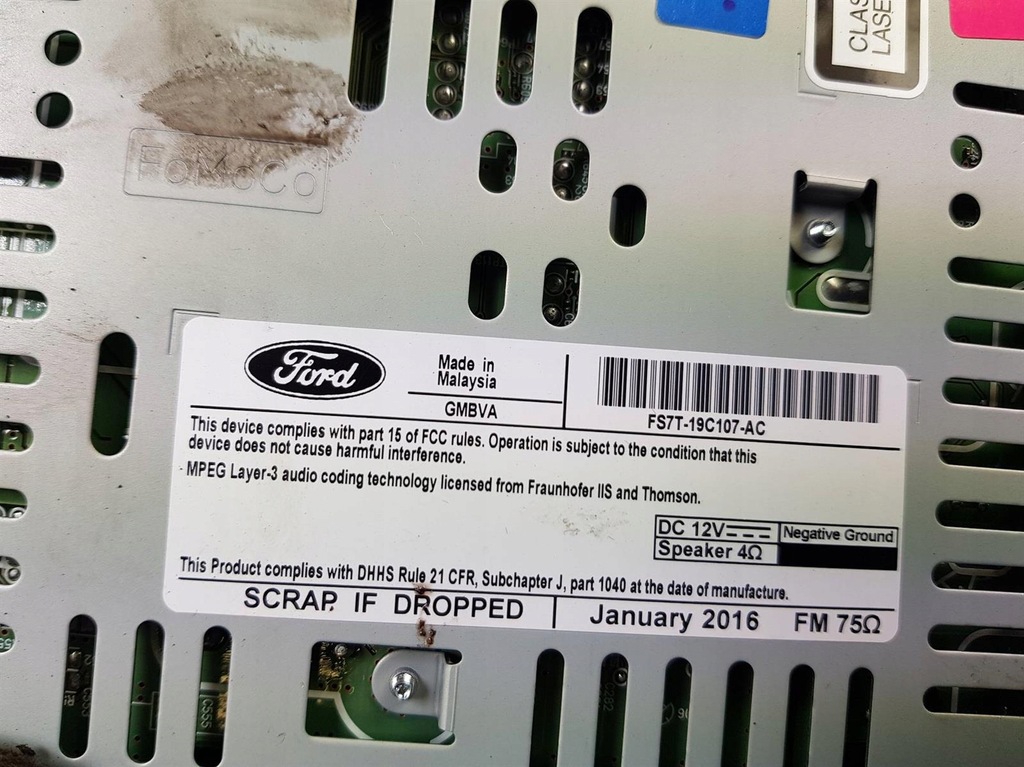 CLAS
LASE
FoMoCo
Ford
Made in
Malaysia
GMBVA
FS7T-19C107-AC
This device complies with part 15 of FCC rules. Operation is subject to the condition that this
device does not cause harmful interference.
MPEG Layer-3 audio coding technology licensed from Fraunhofer IIS and Thomson.
DC 12V Negative Ground
Speaker 4Ω
This Product complies with DHHS Rule 21 CFR, Subchapter J, part 1040 at the date of manufacture.
SCRAP IF DROPPED January 2016 FM 75Ω
C555
0282